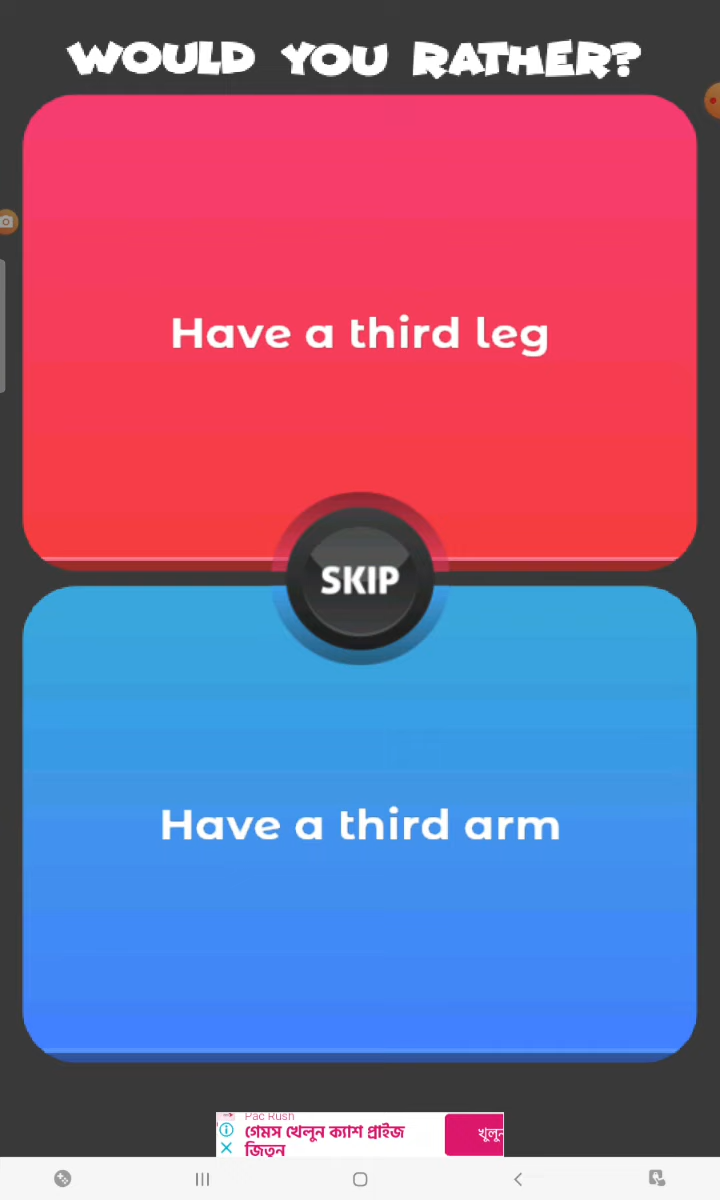 WOULD YOU RATHER?
Have a third leg
SKIP
Have a third arm
Pac Rush
গেমস খেলুন ক্যাশ প্রাইজ
জিতুন